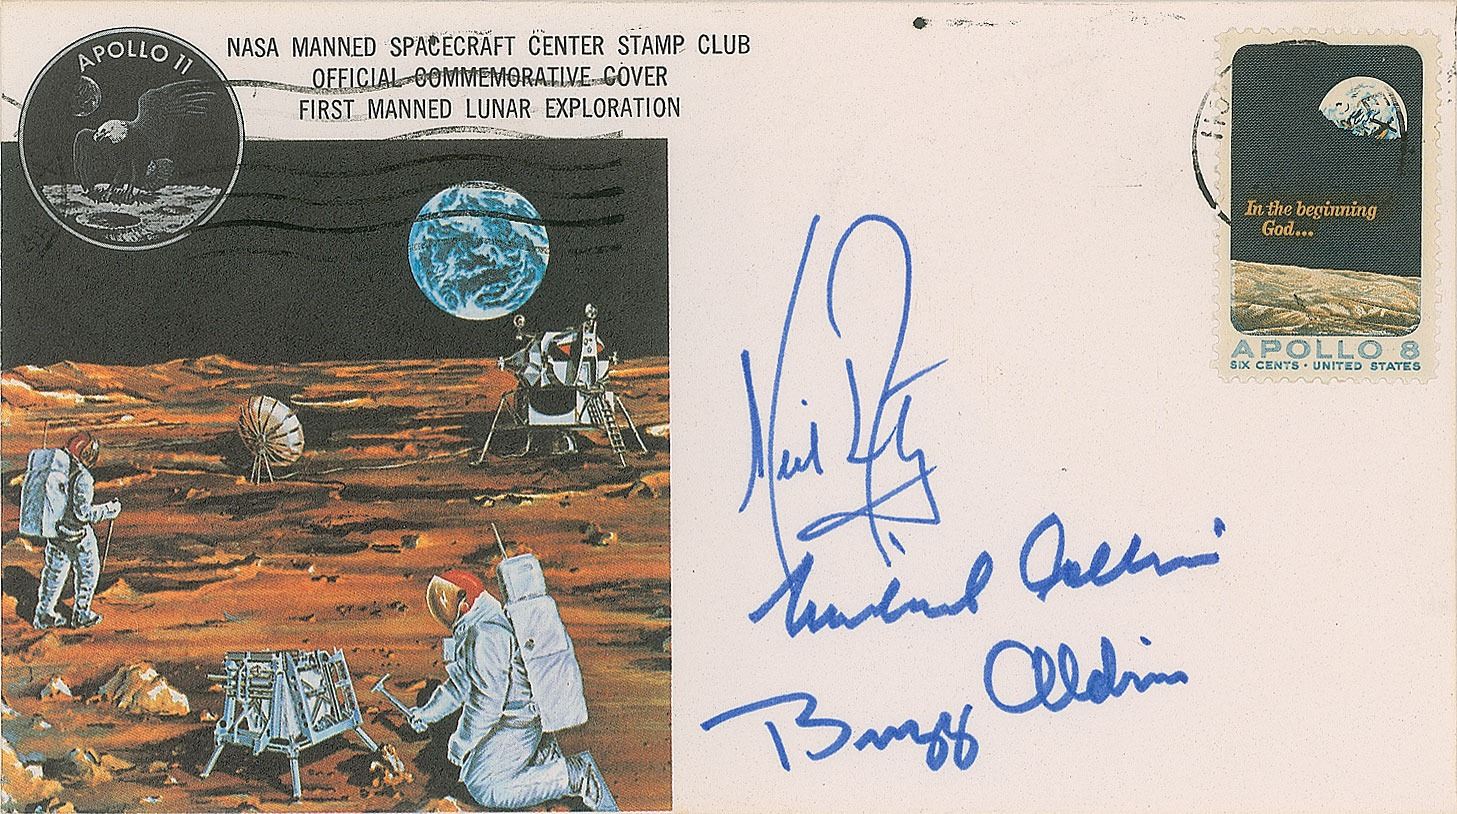 APOLLO 11
NASA MANNED SPACECRAFT CENTER STAMP CLUB
OFFICIAL COMMEMORATIVE COVER
FIRST MANNED LUNAR EXPLORATION
HOU
In the beginning
God...
APOLLO 8
SIX CENTS • UNITED STATES
Neil
Michael Collins
Buzz Aldrin